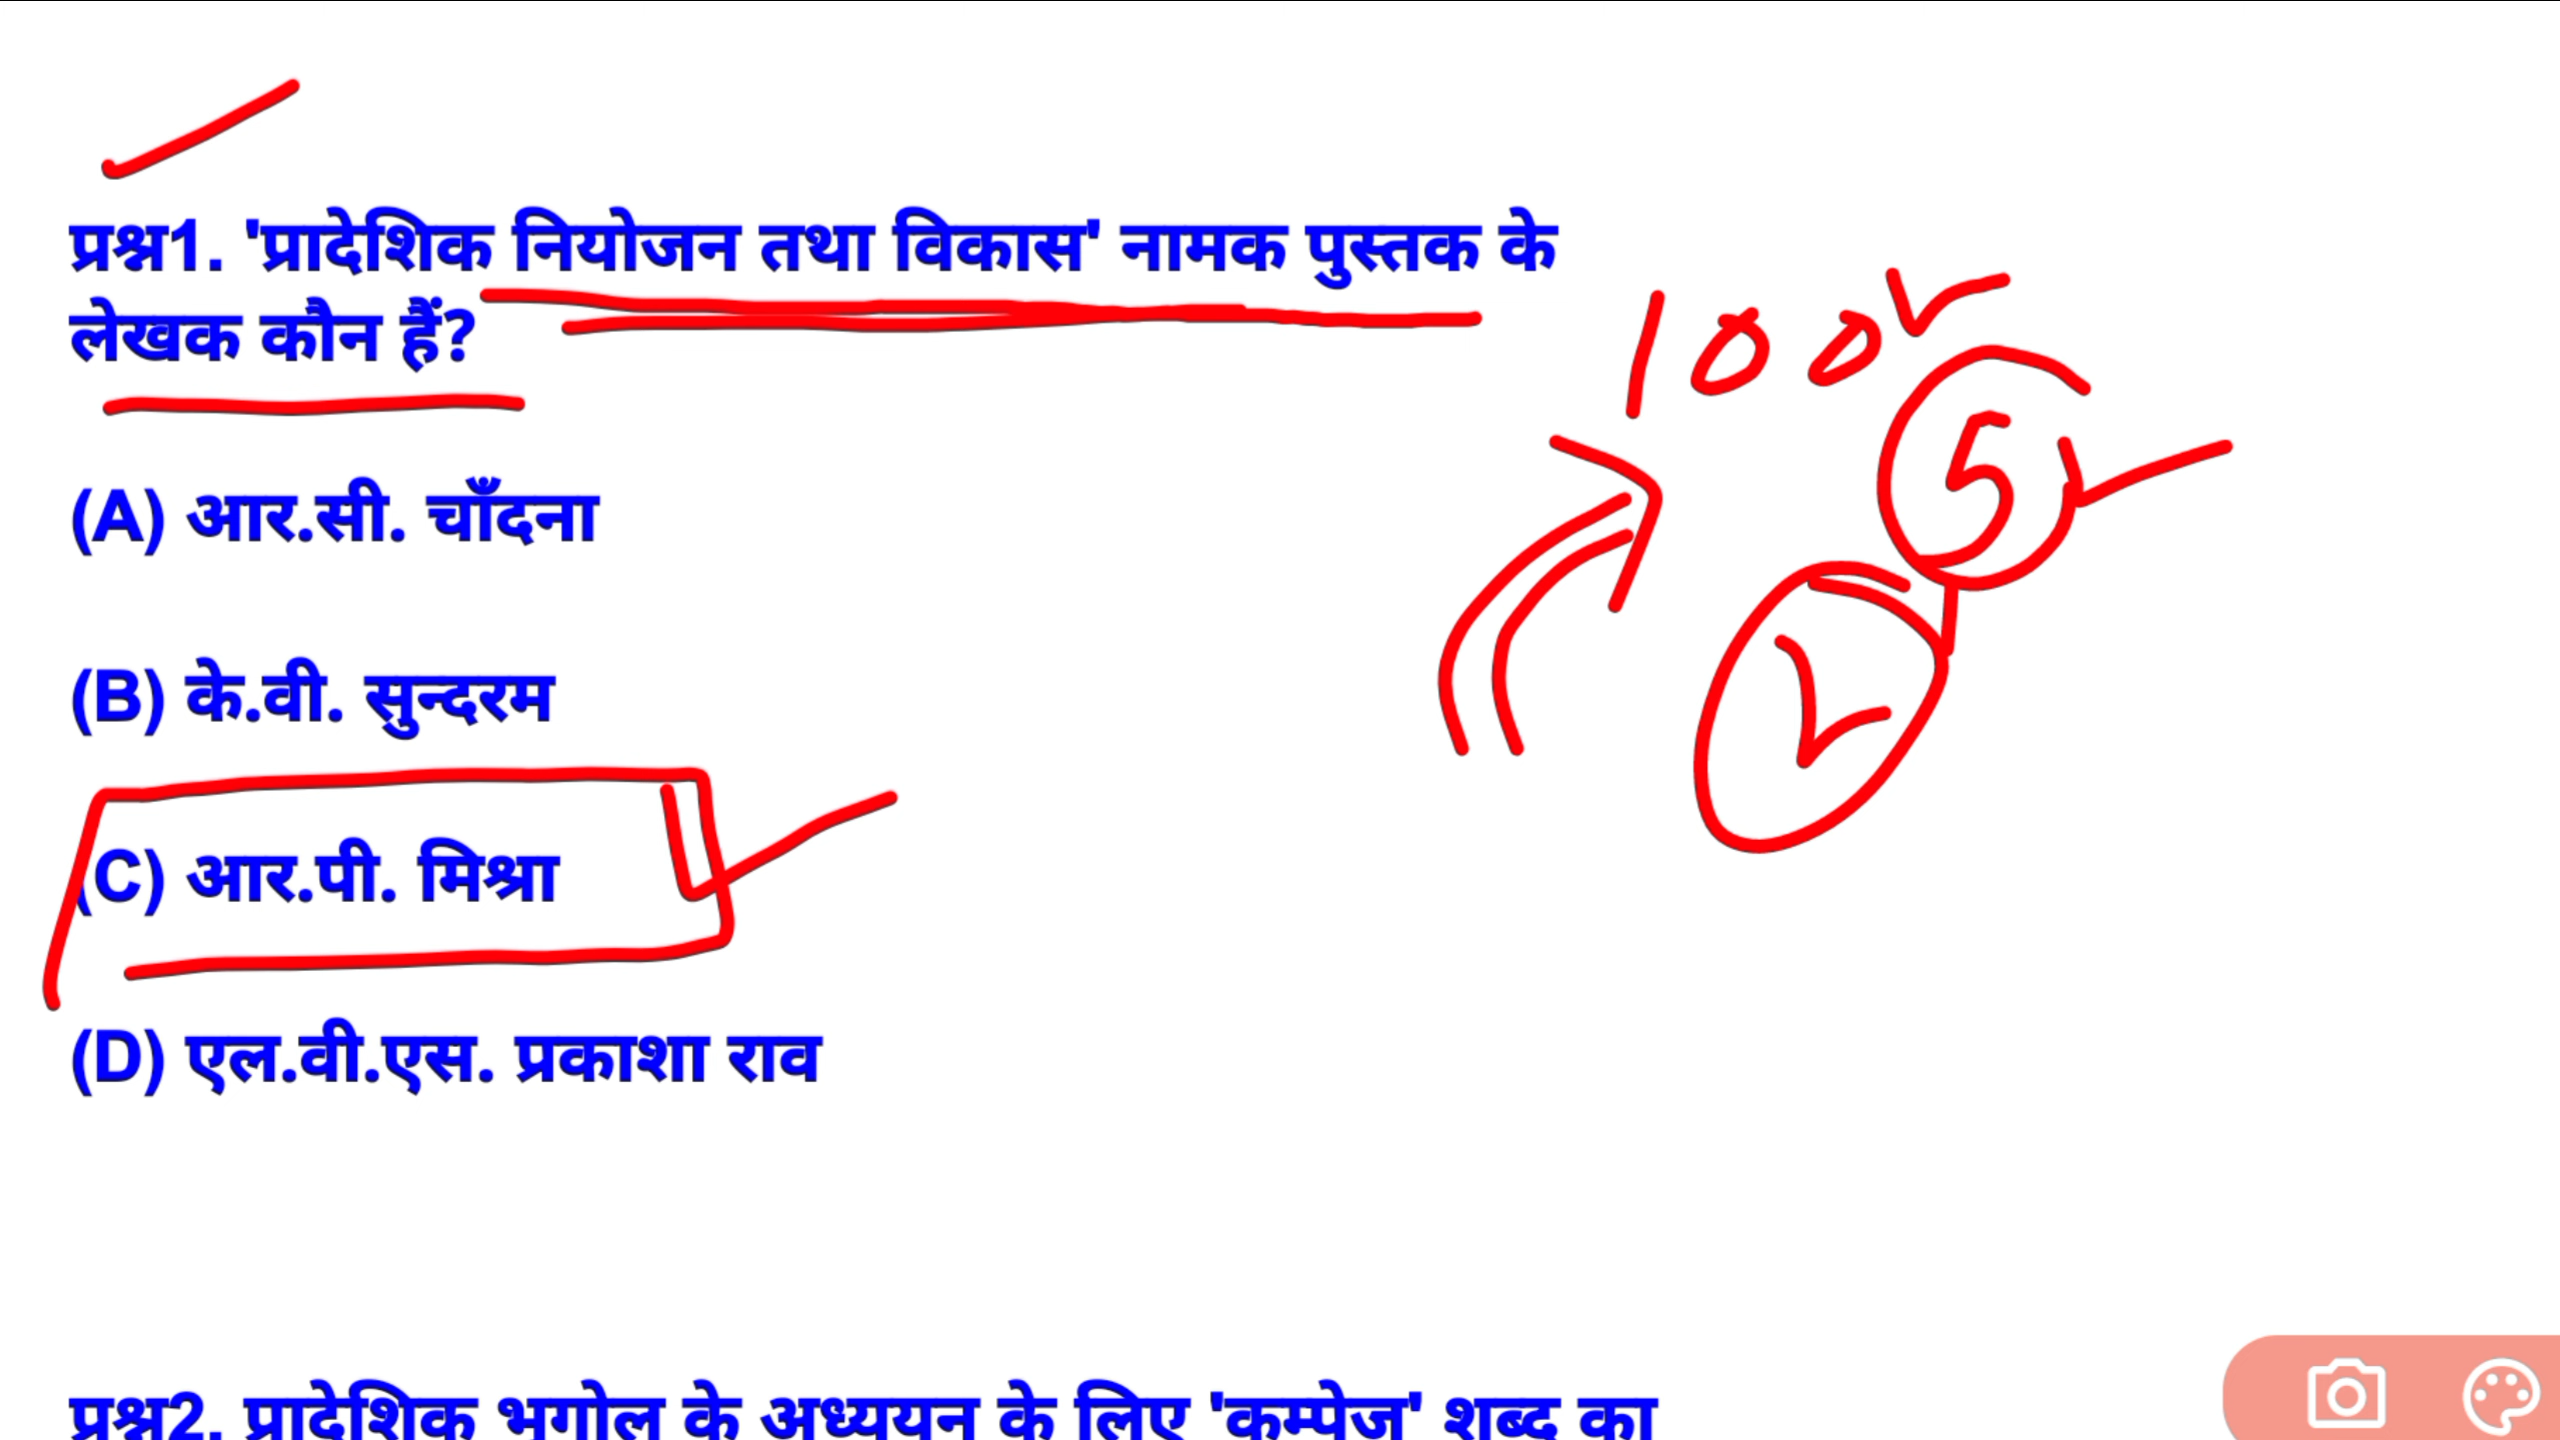 प्रश्न1. 'प्रादेशिक नियोजन तथा विकास' नामक पुस्तक के
लेखक कौन हैं?
100
5
(A) आर.सी. चाँदना
(B) के.वी. सुन्दरम
(C) आर.पी. मिश्रा
(D) एल.वी.एस. प्रकाशा राव
प्रश्न2. प्रादेशिक भूगोल के अध्ययन के लिए 'कम्पेज' शब्द का